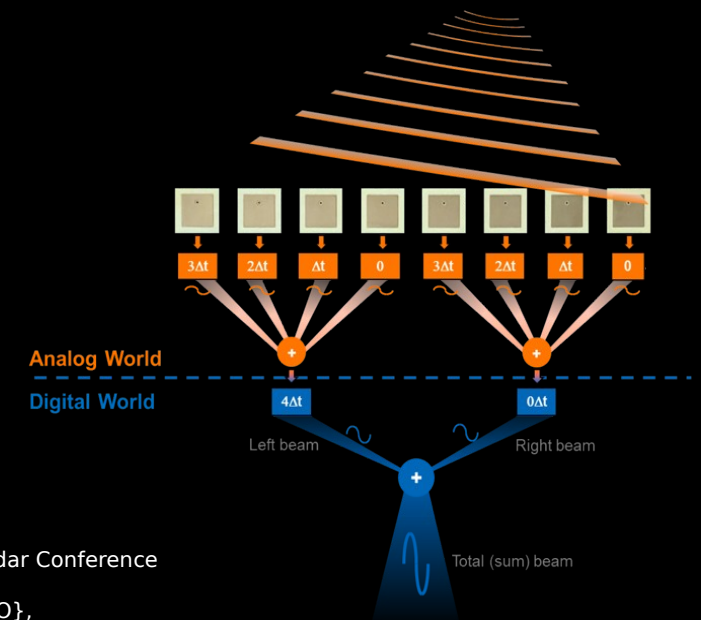 3Δt 2Δt Δt 0 3Δt 2Δt Δt 0
+ +
Analog World
Digital World
4Δt 0Δt
Left beam Right beam
+
Total (sum) beam
dar Conference
O},